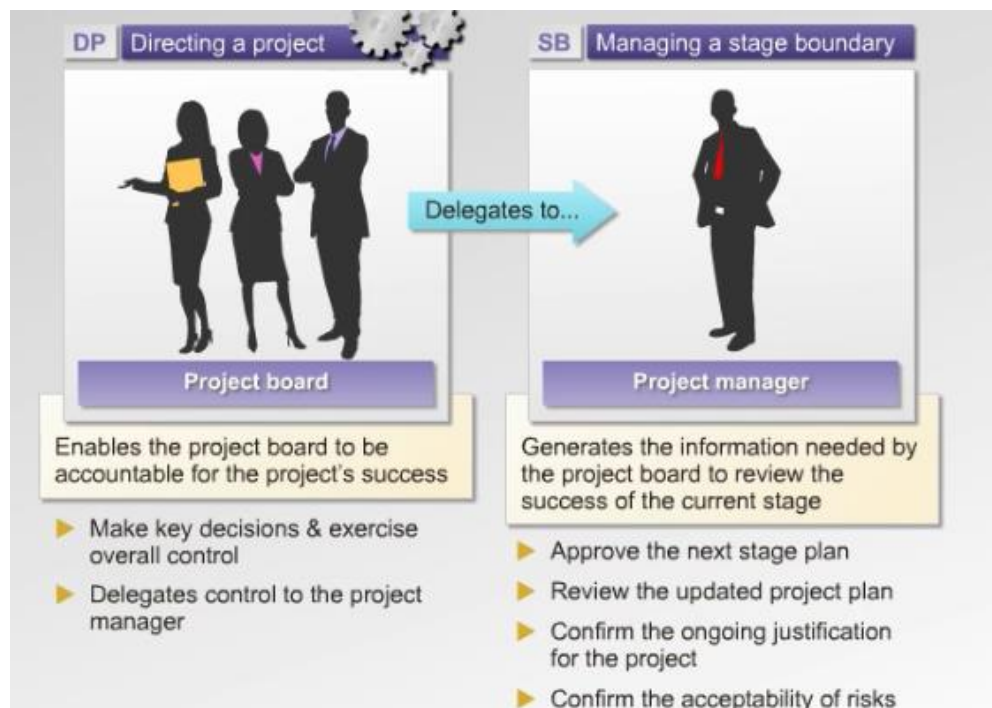 DP Directing a project
Project board
Enables the project board to be
accountable for the project's success
Make key decisions & exercise
overall control
Delegates control to the project
manager
Delegates to...
SB Managing a stage boundary
Project manager
Generates the information needed by
the project board to review the
success of the current stage
Approve the next stage plan
Review the updated project plan
Confirm the ongoing justification
for the project
Confirm the acceptability of risks